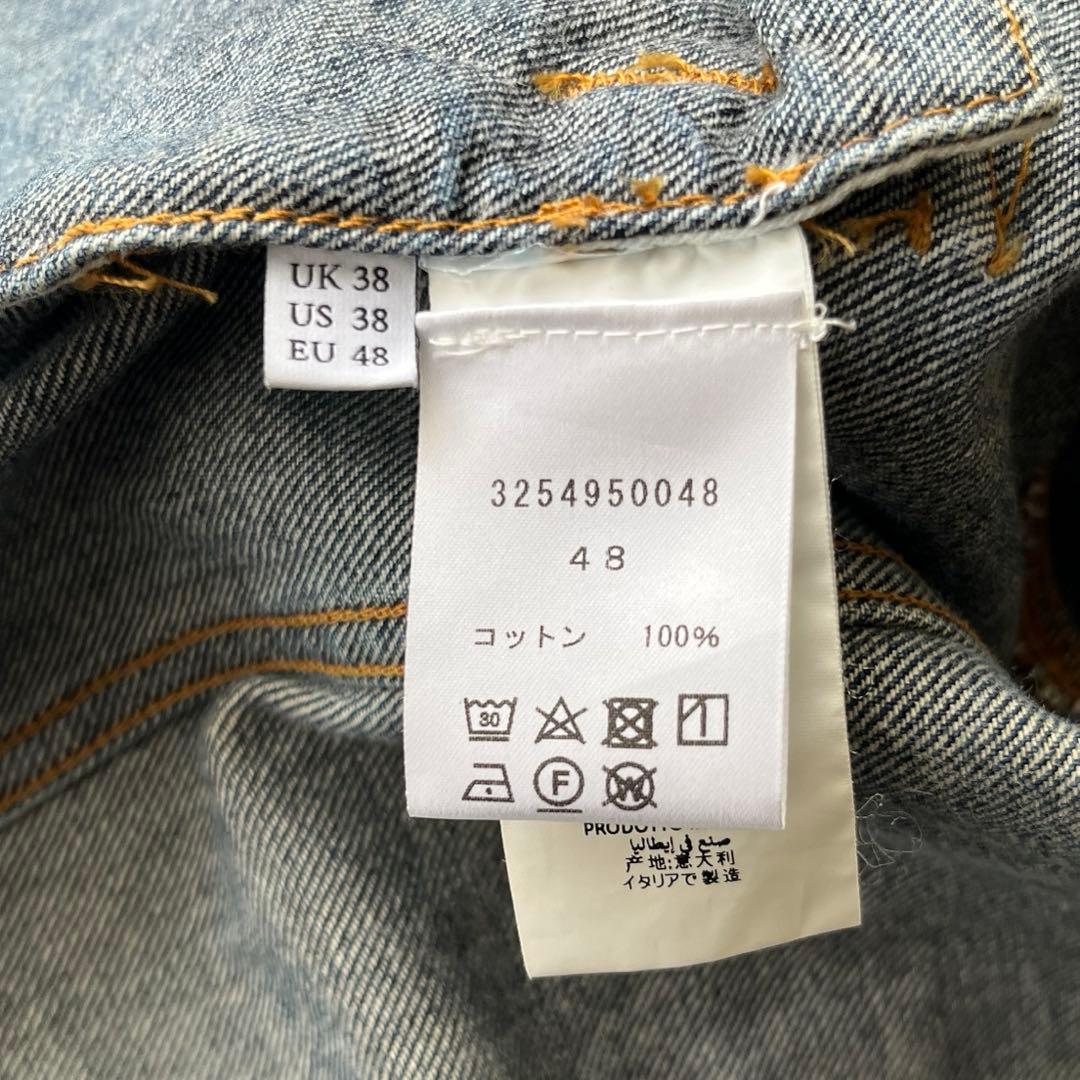 UK 38
US 38
EU 48
3254950048
48
コットン 100%
30
F
W
صنع في إيطاليا
产地:意大利
イタリアで製造